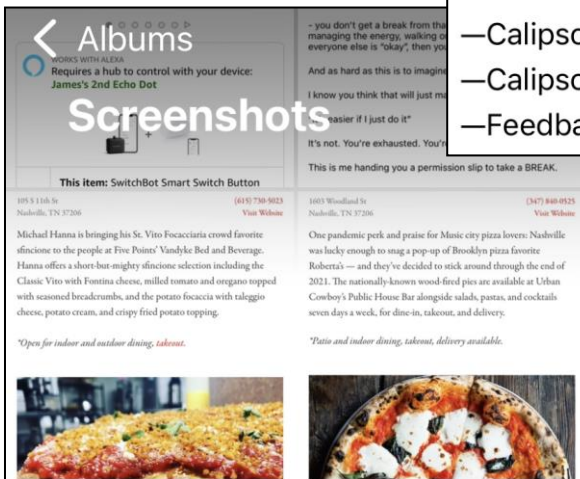 Albums
Screenshots
WORKS WITH ALEXA
Requires a hub to control with your device:
James's 2nd Echo Dot
This item: SwitchBot Smart Switch Button
- you don't get a break from
managing the energy, walking
everyone else is "okay", then
And as hard as this is to imagine
I know you think that will just
easier if I just do it"
It's not. You're exhausted. You're
This is me handing you a permission slip to take a BREAK.
—Calipso
—Calipso
105 S 11th St
(615) 730-5023
Nashville, TN 37206
Visit Website
Michael Hanna is bringing his St. Vito Focacciaria crowd favorite
sfincione to the people at Five Points' Vandyke Bed and Beverage.
Hanna offers a short-but-mighty sfincione selection including the
Classic Vito with Fontina cheese, milled tomato and oregano topped
with seasoned breadcrumbs, and the potato focaccia with taleggio
cheese, potato cream, and crispy fried potato topping.
*Open for indoor and outdoor dining, takeout.
1603 Woodland St
(347) 840-0525
Nashville, TN 37206
Visit Website
One pandemic perk and praise for Music city pizza lovers: Nashville
was lucky enough to snag a pop-up of Brooklyn pizza favorite
Roberta's — and they've decided to stick around through the end of
2021. The nationally-known wood-fired pies are available at Urban
Cowboy's Public House Bar alongside salads, pastas, and cocktails
seven days a week, for dine-in, takeout, and delivery.
*Patio and indoor dining, takeout, delivery available.